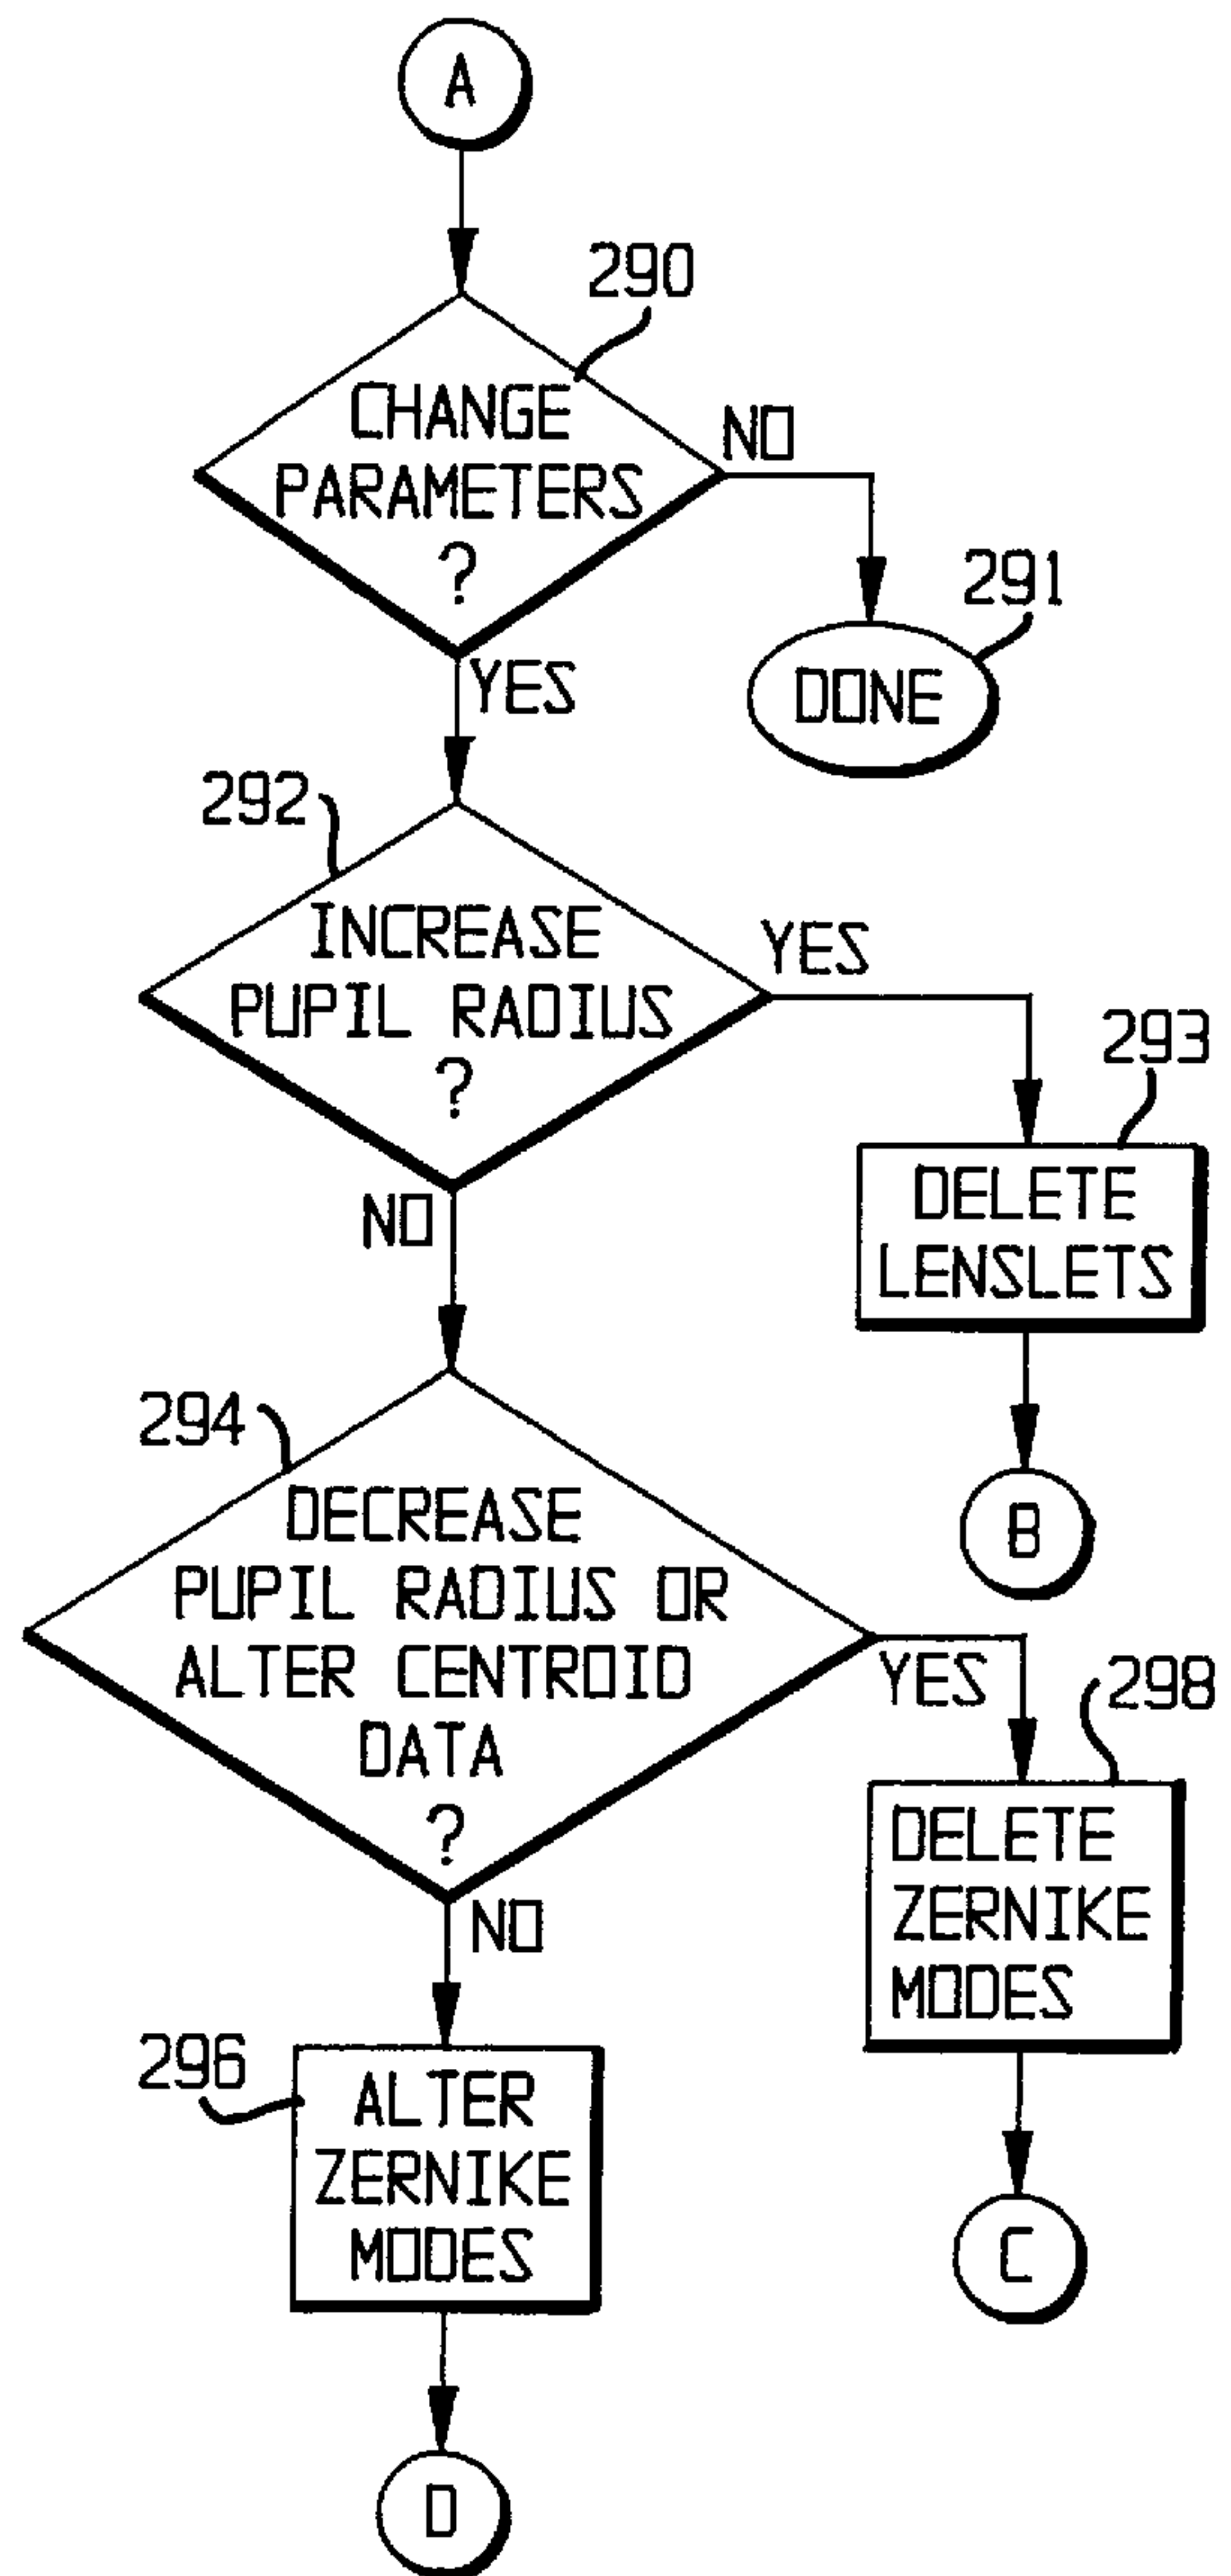 A
290
CHANGE
PARAMETERS
?
NO
291
DONE
YES
292
INCREASE
PUPIL RADIUS
?
YES
293
DELETE
LENSLETS
B
NO
294
DECREASE
PUPIL RADIUS OR
ALTER CENTROID
DATA
?
YES
298
DELETE
ZERNIKE
MODES
C
NO
296
ALTER
ZERNIKE
MODES
D